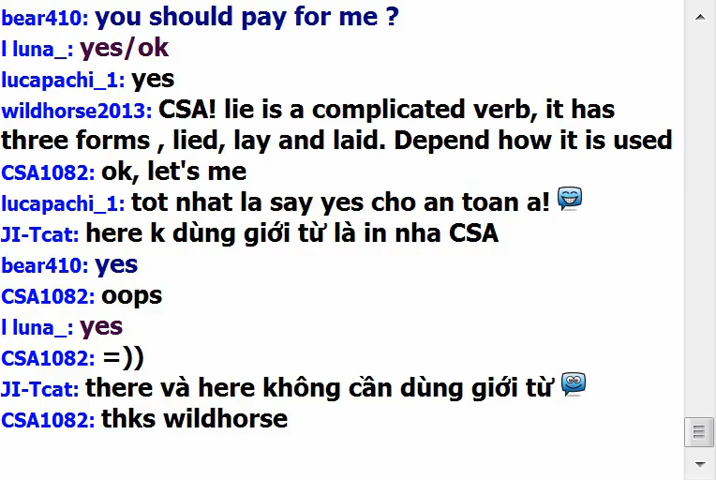 bear410: you should pay for me ?
l luna_: yes/ok
lucapachi_1: yes
wildhorse2013: CSA! lie is a complicated verb, it has
three forms , lied, lay and laid. Depend how it is used
CSA1082: ok, let's me
lucapachi_1: tot nhat la say yes cho an toan a!
JI-Tcat: here k dùng giới từ là in nha CSA
bear410: yes
CSA1082: oops
l luna_: yes
CSA1082: =))
JI-Tcat: there và here không cần dùng giới từ
CSA1082: thks wildhorse